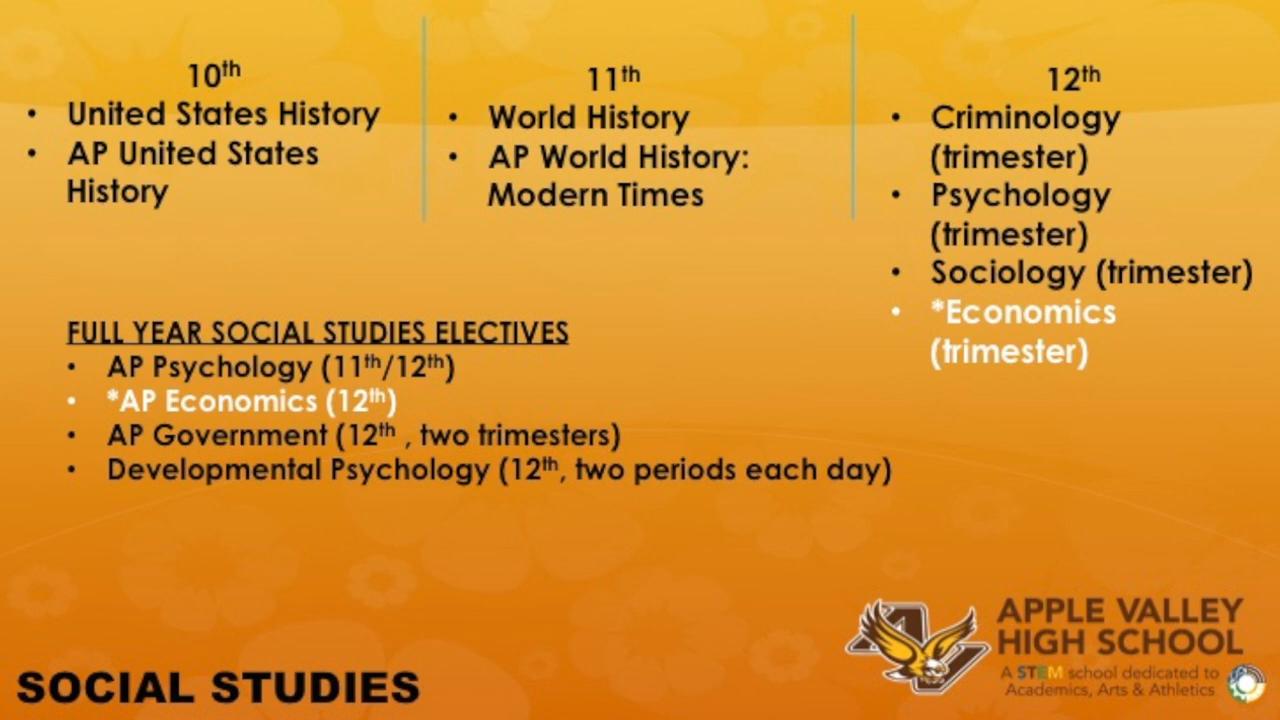 10th
• United States History
• AP United States
History
11th
• World History
• AP World History:
Modern Times
12th
• Criminology
(trimester)
• Psychology
(trimester)
• Sociology (trimester)
• *Economics
(trimester)
FULL YEAR SOCIAL STUDIES ELECTIVES
• AP Psychology (11th/12th)
• *AP Economics (12th)
• AP Government (12th , two trimesters)
• Developmental Psychology (12th, two periods each day)
APPLE VALLEY
HIGH SCHOOL
A STEM school dedicated to
Academics, Arts & Athletics
SOCIAL STUDIES